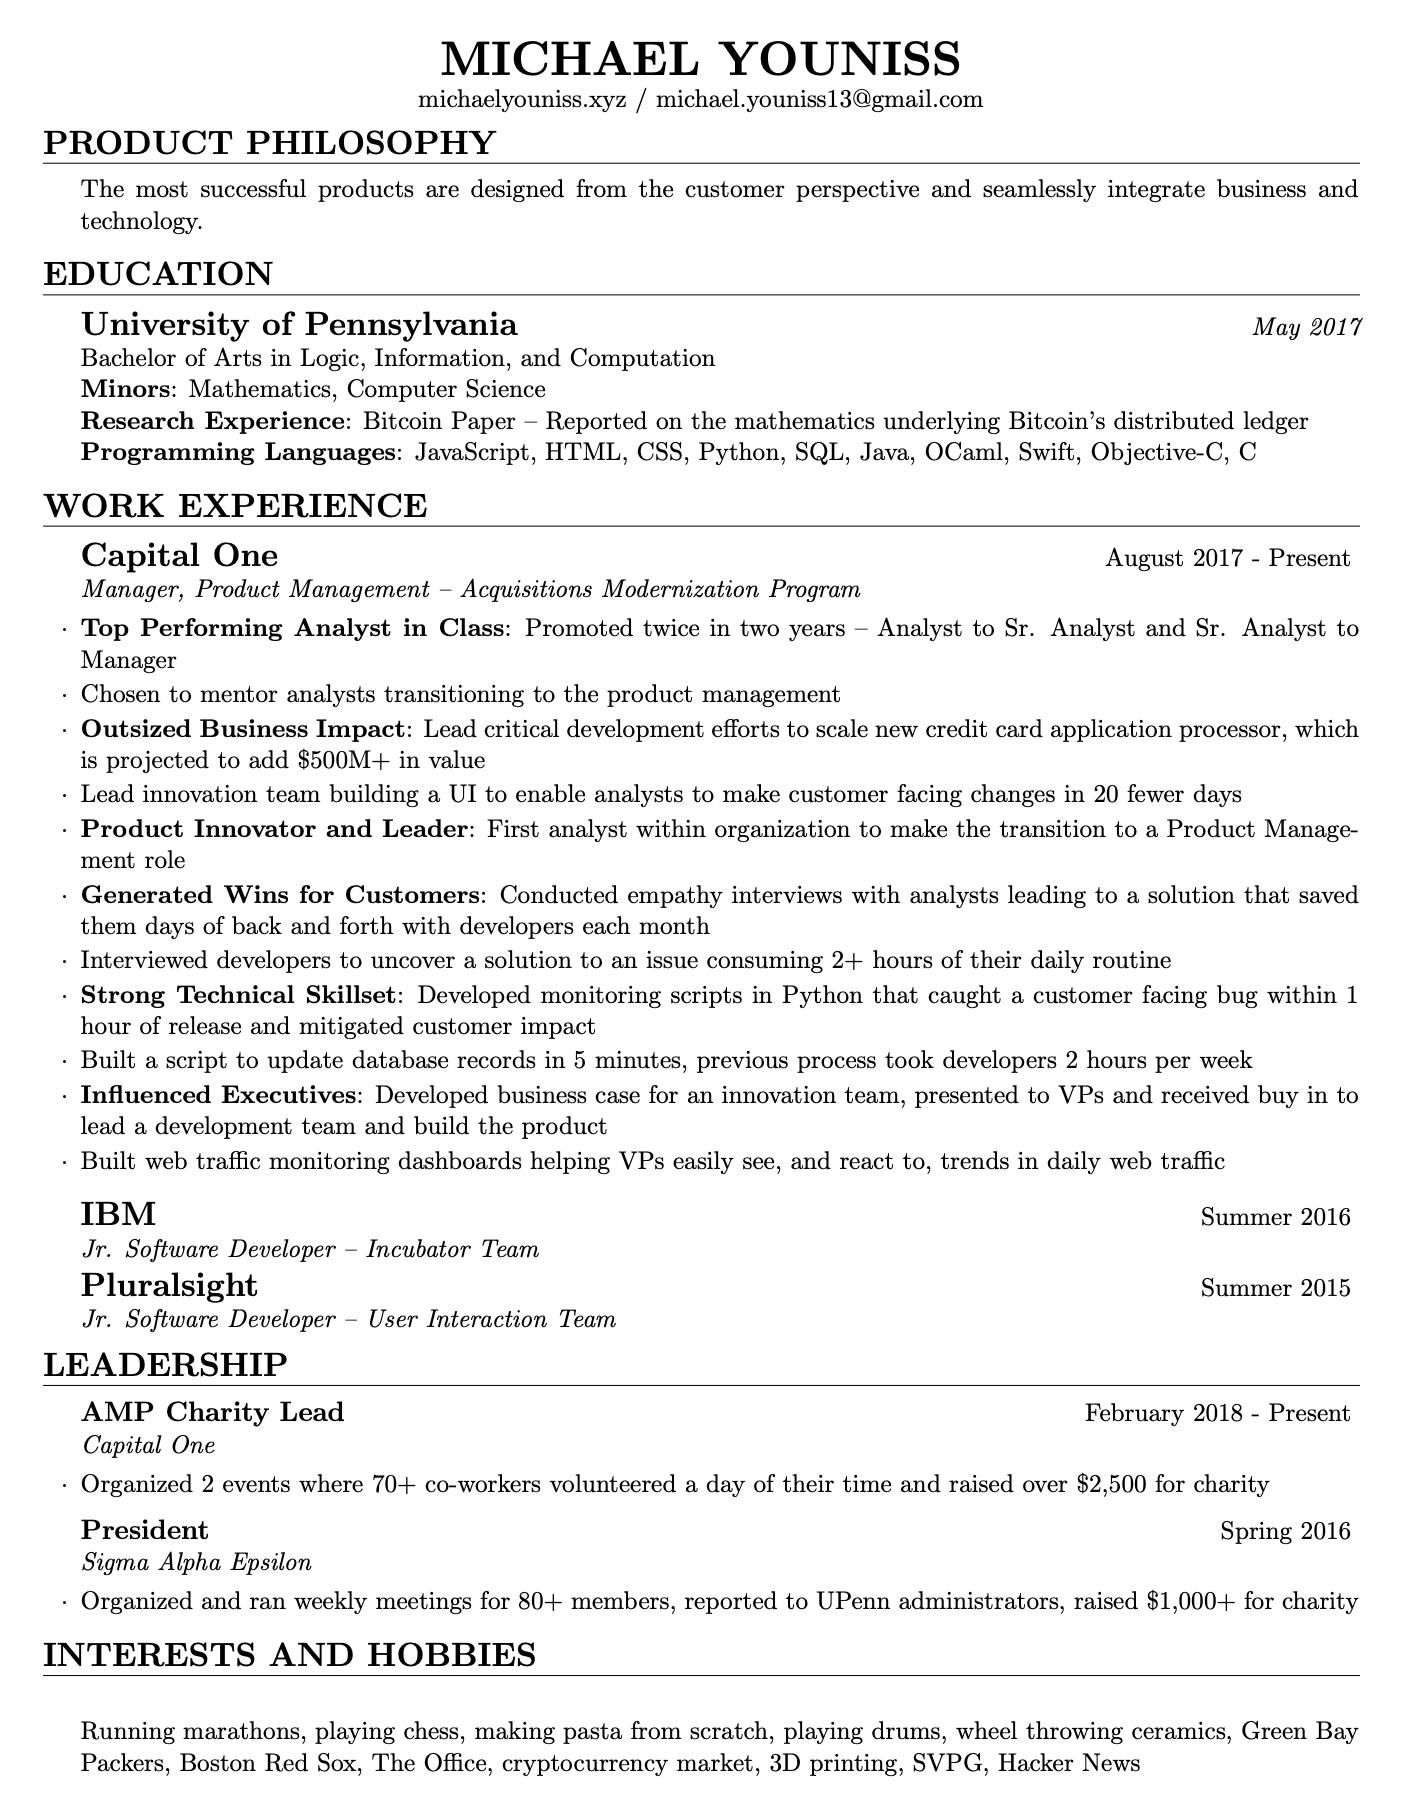 MICHAEL YOUNISS
michaelyouniss.xyz / michael.youniss13@gmail.com
PRODUCT PHILOSOPHY
The most successful products are designed from the customer perspective and seamlessly integrate business and
technology.
EDUCATION
University of Pennsylvania May 2017
Bachelor of Arts in Logic, Information, and Computation
Minors: Mathematics, Computer Science
Research Experience: Bitcoin Paper – Reported on the mathematics underlying Bitcoin's distributed ledger
Programming Languages: JavaScript, HTML, CSS, Python, SQL, Java, OCaml, Swift, Objective-C, C
WORK EXPERIENCE
Capital One August 2017 - Present
Manager, Product Management – Acquisitions Modernization Program
· Top Performing Analyst in Class: Promoted twice in two years – Analyst to Sr. Analyst and Sr. Analyst to
Manager
· Chosen to mentor analysts transitioning to the product management
· Outsized Business Impact: Lead critical development efforts to scale new credit card application processor, which
is projected to add $500M+ in value
· Lead innovation team building a UI to enable analysts to make customer facing changes in 20 fewer days
· Product Innovator and Leader: First analyst within organization to make the transition to a Product Manage-
ment role
· Generated Wins for Customers: Conducted empathy interviews with analysts leading to a solution that saved
them days of back and forth with developers each month
· Interviewed developers to uncover a solution to an issue consuming 2+ hours of their daily routine
· Strong Technical Skillset: Developed monitoring scripts in Python that caught a customer facing bug within 1
hour of release and mitigated customer impact
· Built a script to update database records in 5 minutes, previous process took developers 2 hours per week
· Influenced Executives: Developed business case for an innovation team, presented to VPs and received buy in to
lead a development team and build the product
· Built web traffic monitoring dashboards helping VPs easily see, and react to, trends in daily web traffic
IBM Summer 2016
Jr. Software Developer – Incubator Team
Pluralsight Summer 2015
Jr. Software Developer – User Interaction Team
LEADERSHIP
AMP Charity Lead February 2018 - Present
Capital One
· Organized 2 events where 70+ co-workers volunteered a day of their time and raised over $2,500 for charity
President Spring 2016
Sigma Alpha Epsilon
· Organized and ran weekly meetings for 80+ members, reported to UPenn administrators, raised $1,000+ for charity
INTERESTS AND HOBBIES
Running marathons, playing chess, making pasta from scratch, playing drums, wheel throwing ceramics, Green Bay
Packers, Boston Red Sox, The Office, cryptocurrency market, 3D printing, SVPG, Hacker News